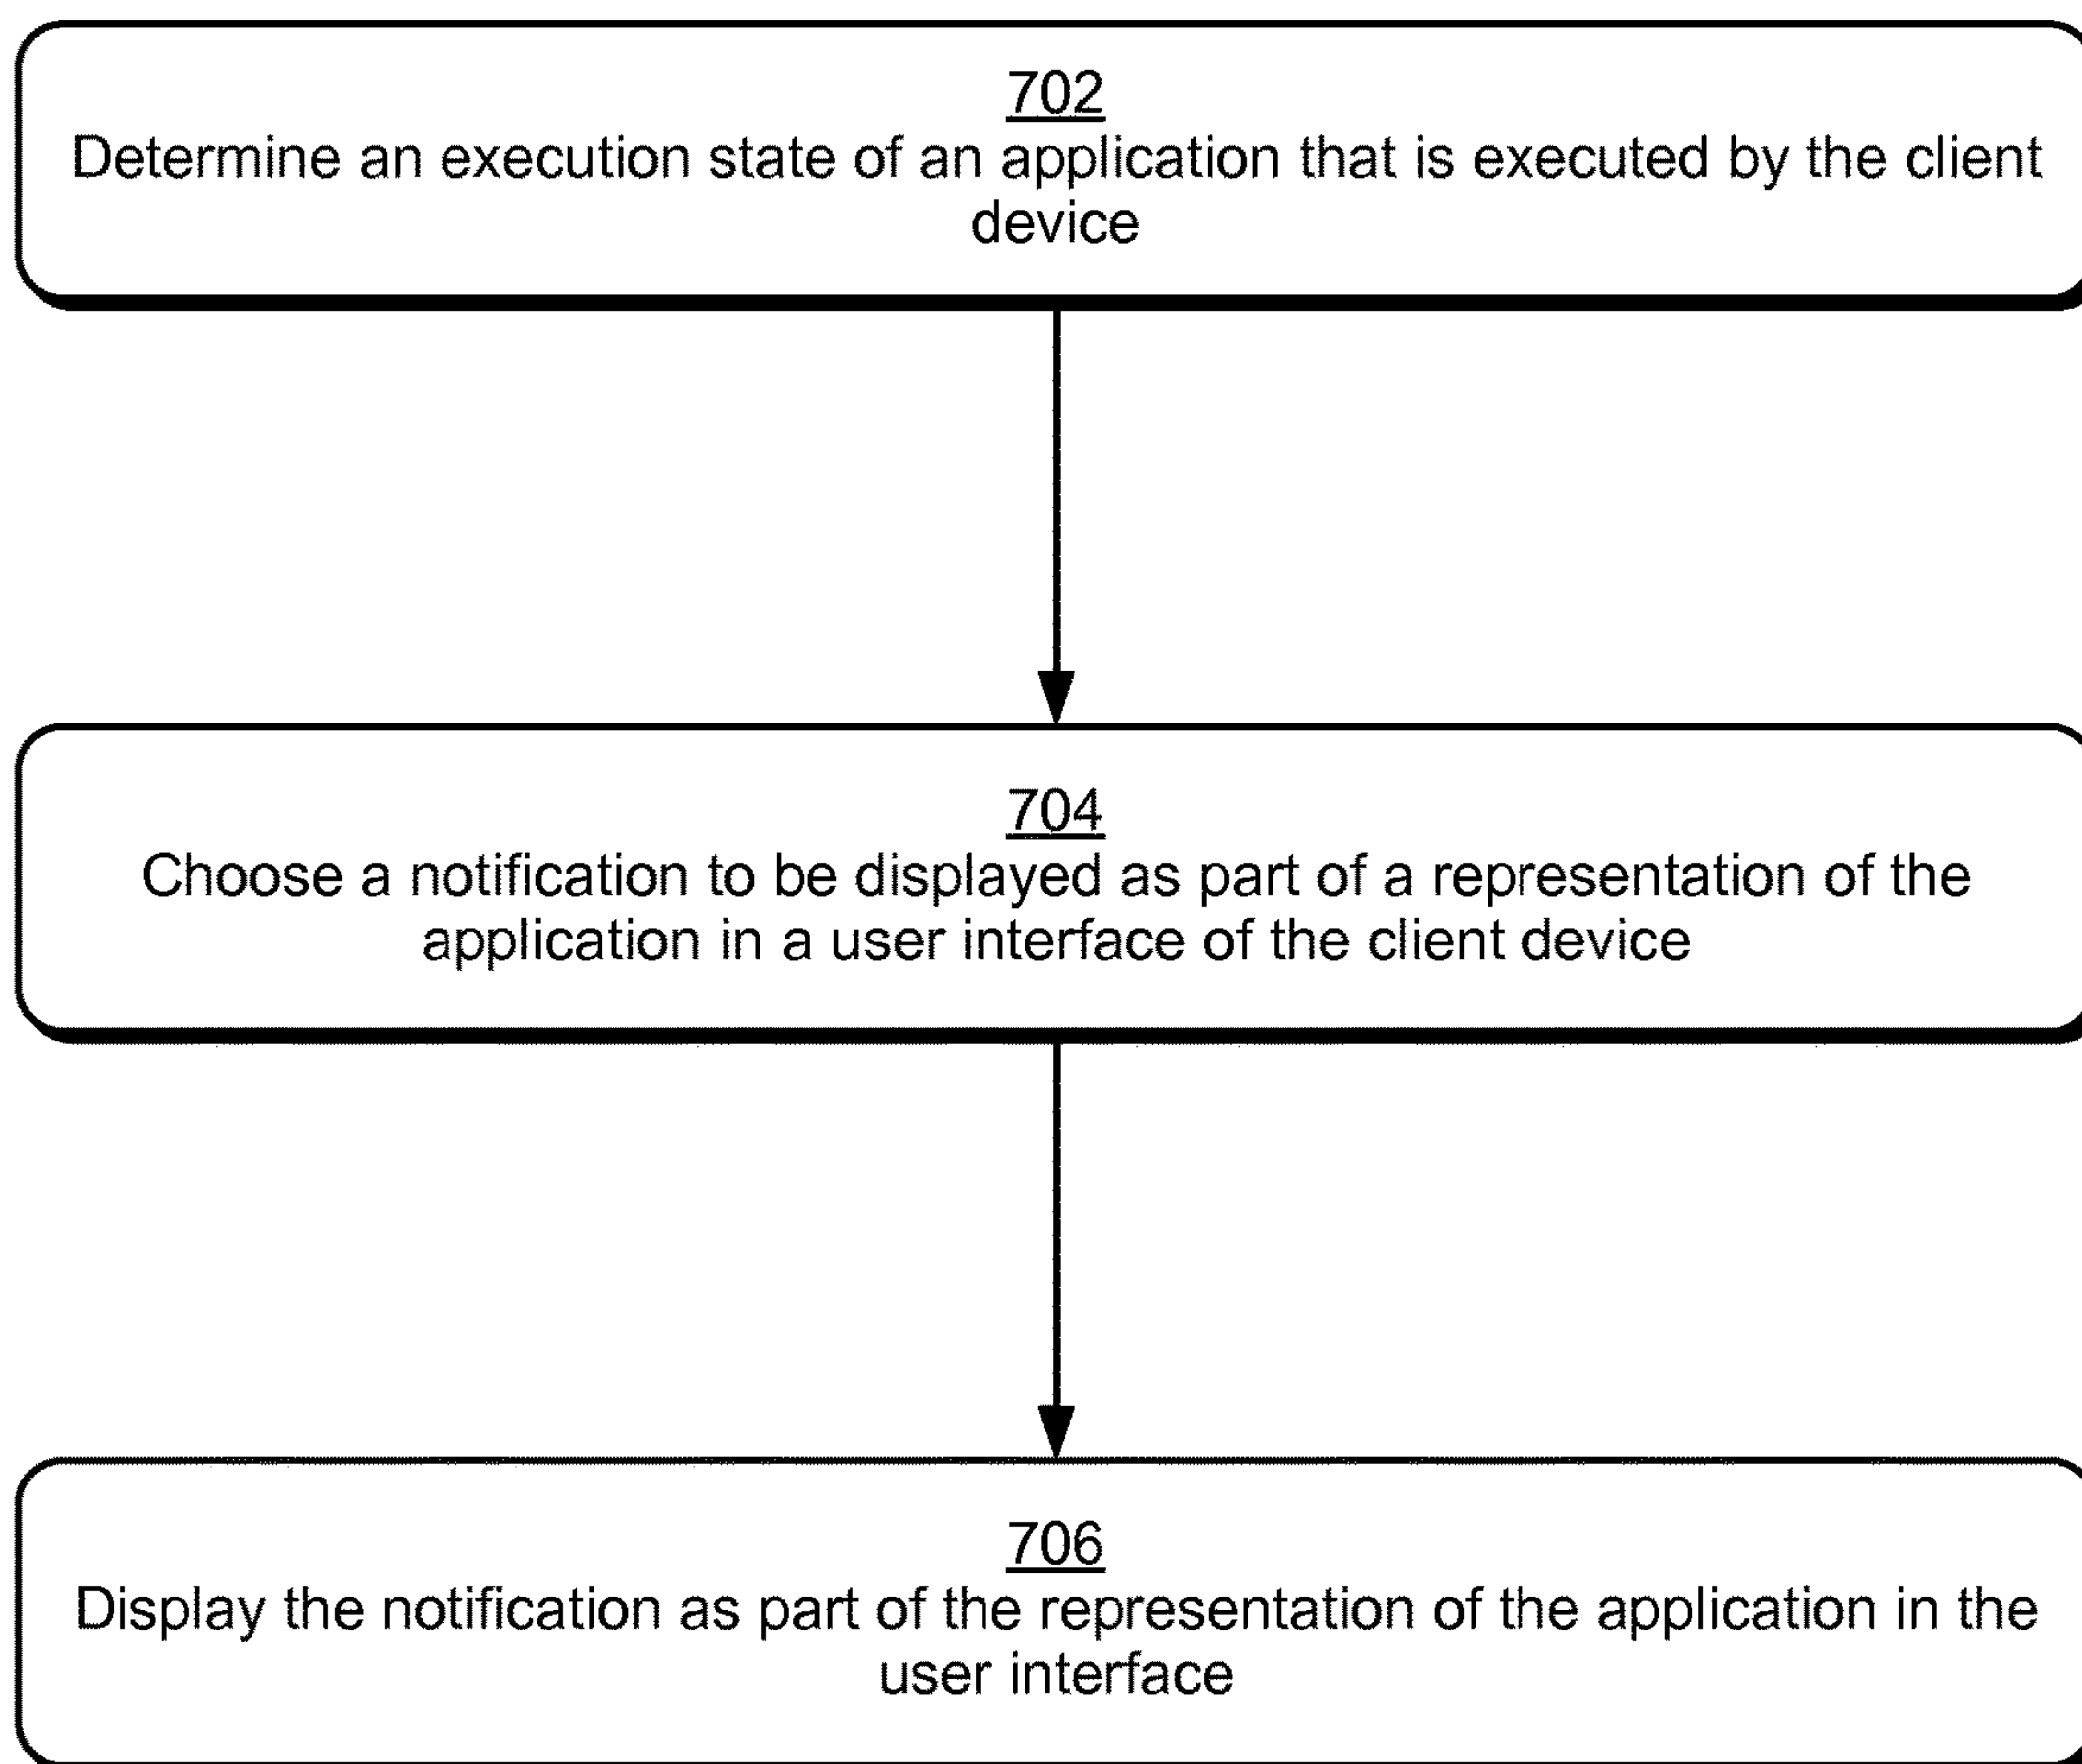 702
Determine an execution state of an application that is executed by the client
device
704
Choose a notification to be displayed as part of a representation of the
application in a user interface of the client device
706
Display the notification as part of the representation of the application in the
user interface